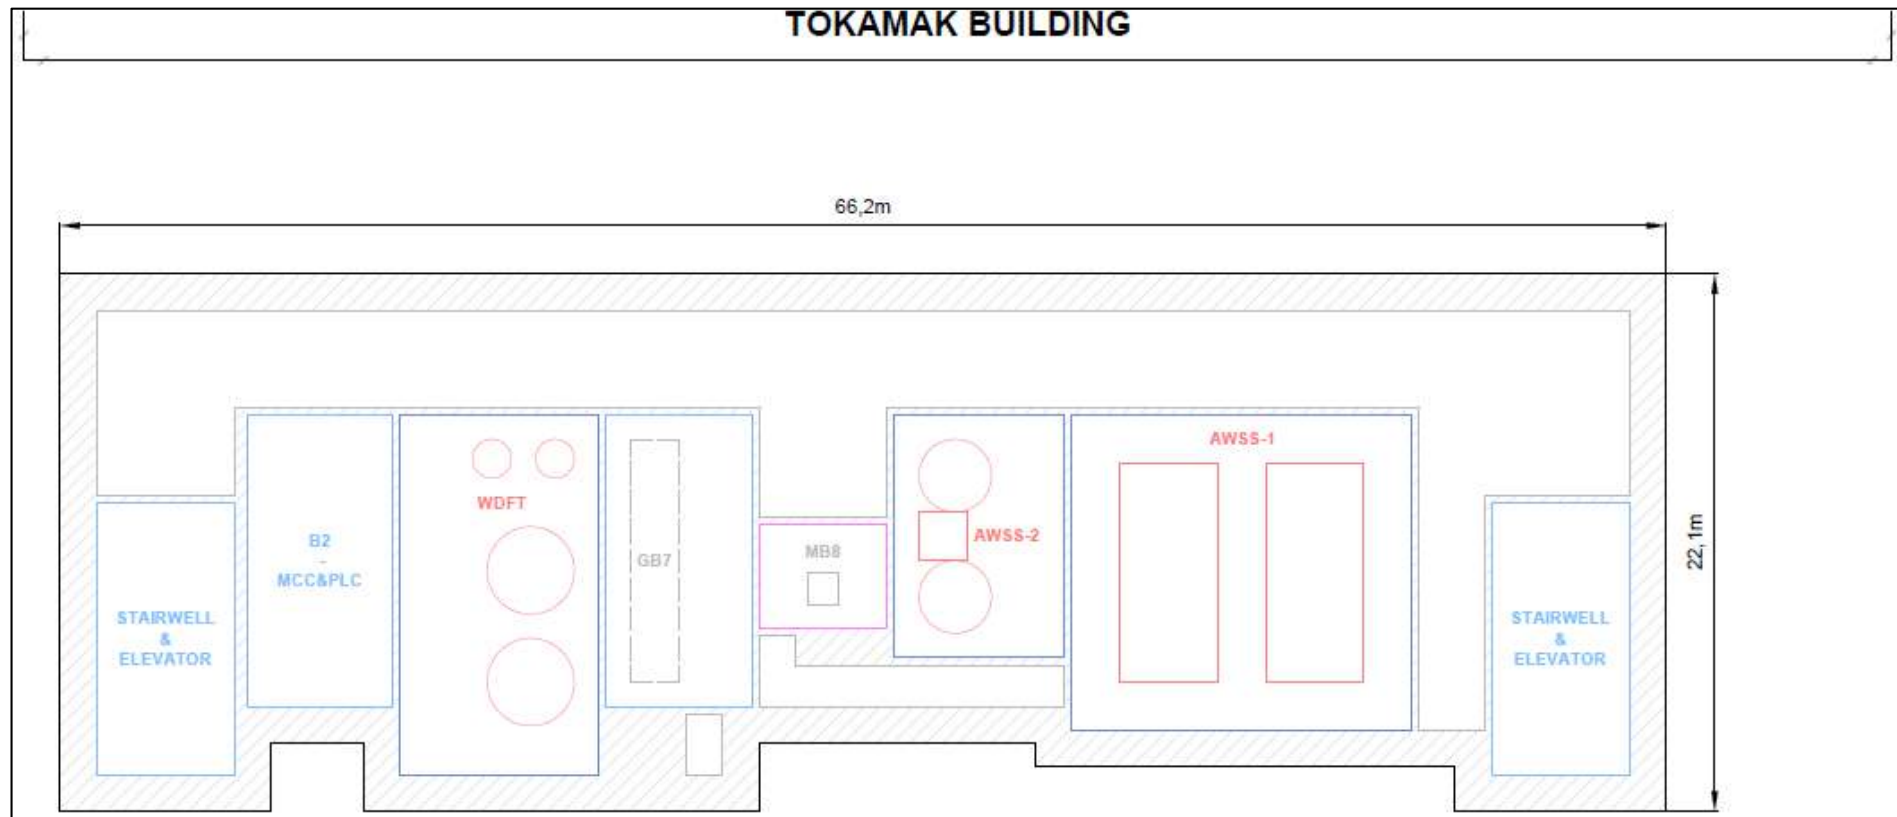 TOKAMAK BUILDING
66,2m
22,1m
AWSS-1
WDFT
AWSS-2
B2
-
MCC&PLC
GB7
MB8
STAIRWELL
&
ELEVATOR
STAIRWELL
&
ELEVATOR